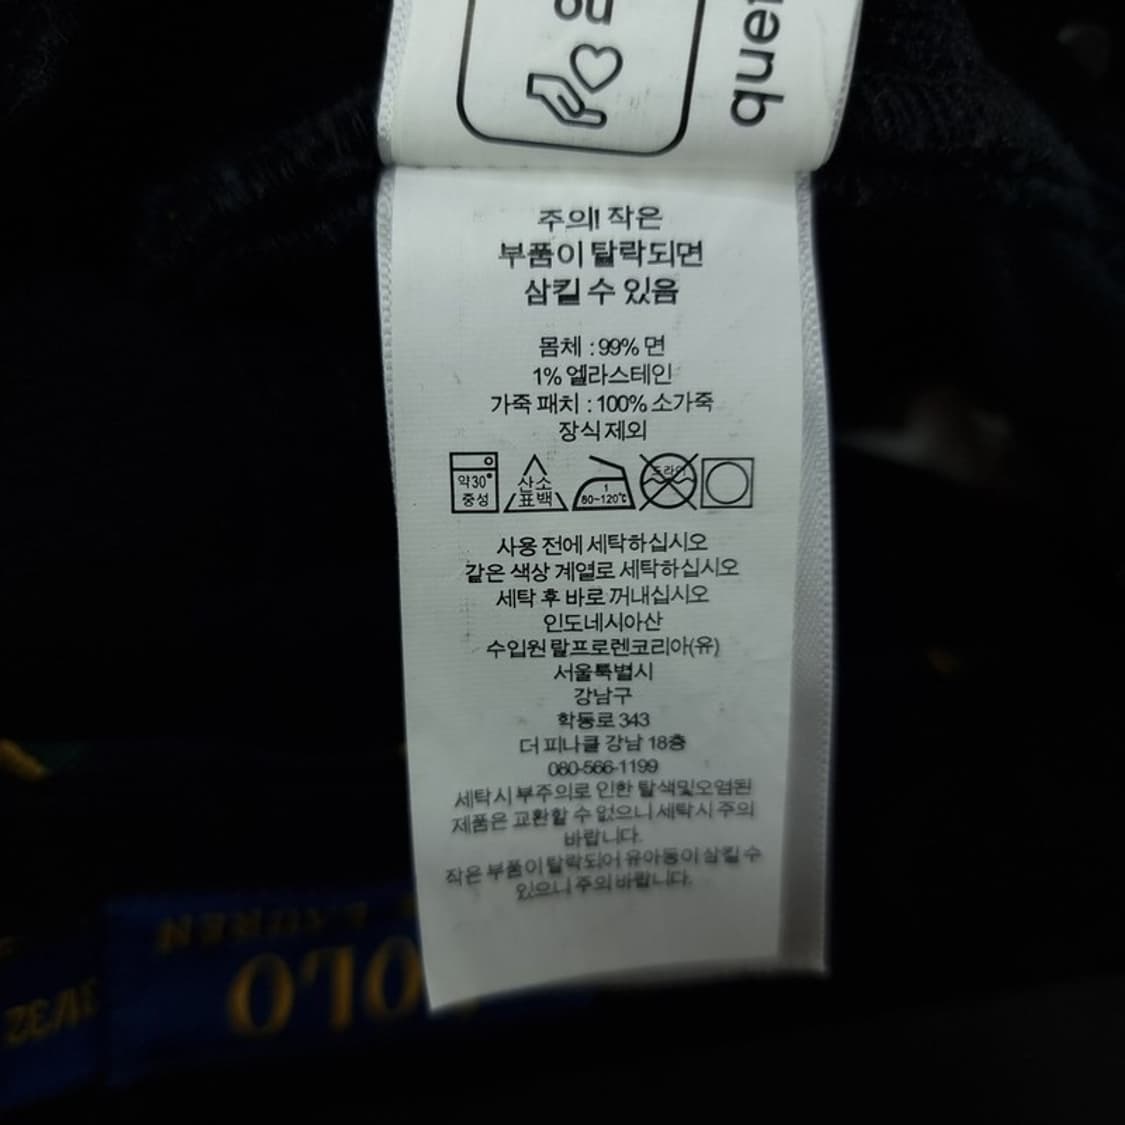 ou
quer
주의! 작은
부품이 탈락되면
삼킬 수 있음
몸체 : 99% 면
1% 엘라스테인
가죽 패치 : 100% 소가죽
장식 제외
약30°
중성
산소
표백
1
80~120℃
드라이
사용 전에 세탁하십시오
같은 색상 계열로 세탁하십시오
세탁 후 바로 꺼내십시오
인도네시아산
수입원 랄프로렌코리아(유)
서울특별시
강남구
학동로 343
더 피나클 강남 18층
080-566-1199
세탁시 부주의로 인한 탈색및오염된
제품은 교환할 수 없으니 세탁시 주의
바랍니다.
작은 부품이 탈락되어 유아동이 삼킬 수
있으니 주의 바랍니다.
LAUREN
OLO
31/32